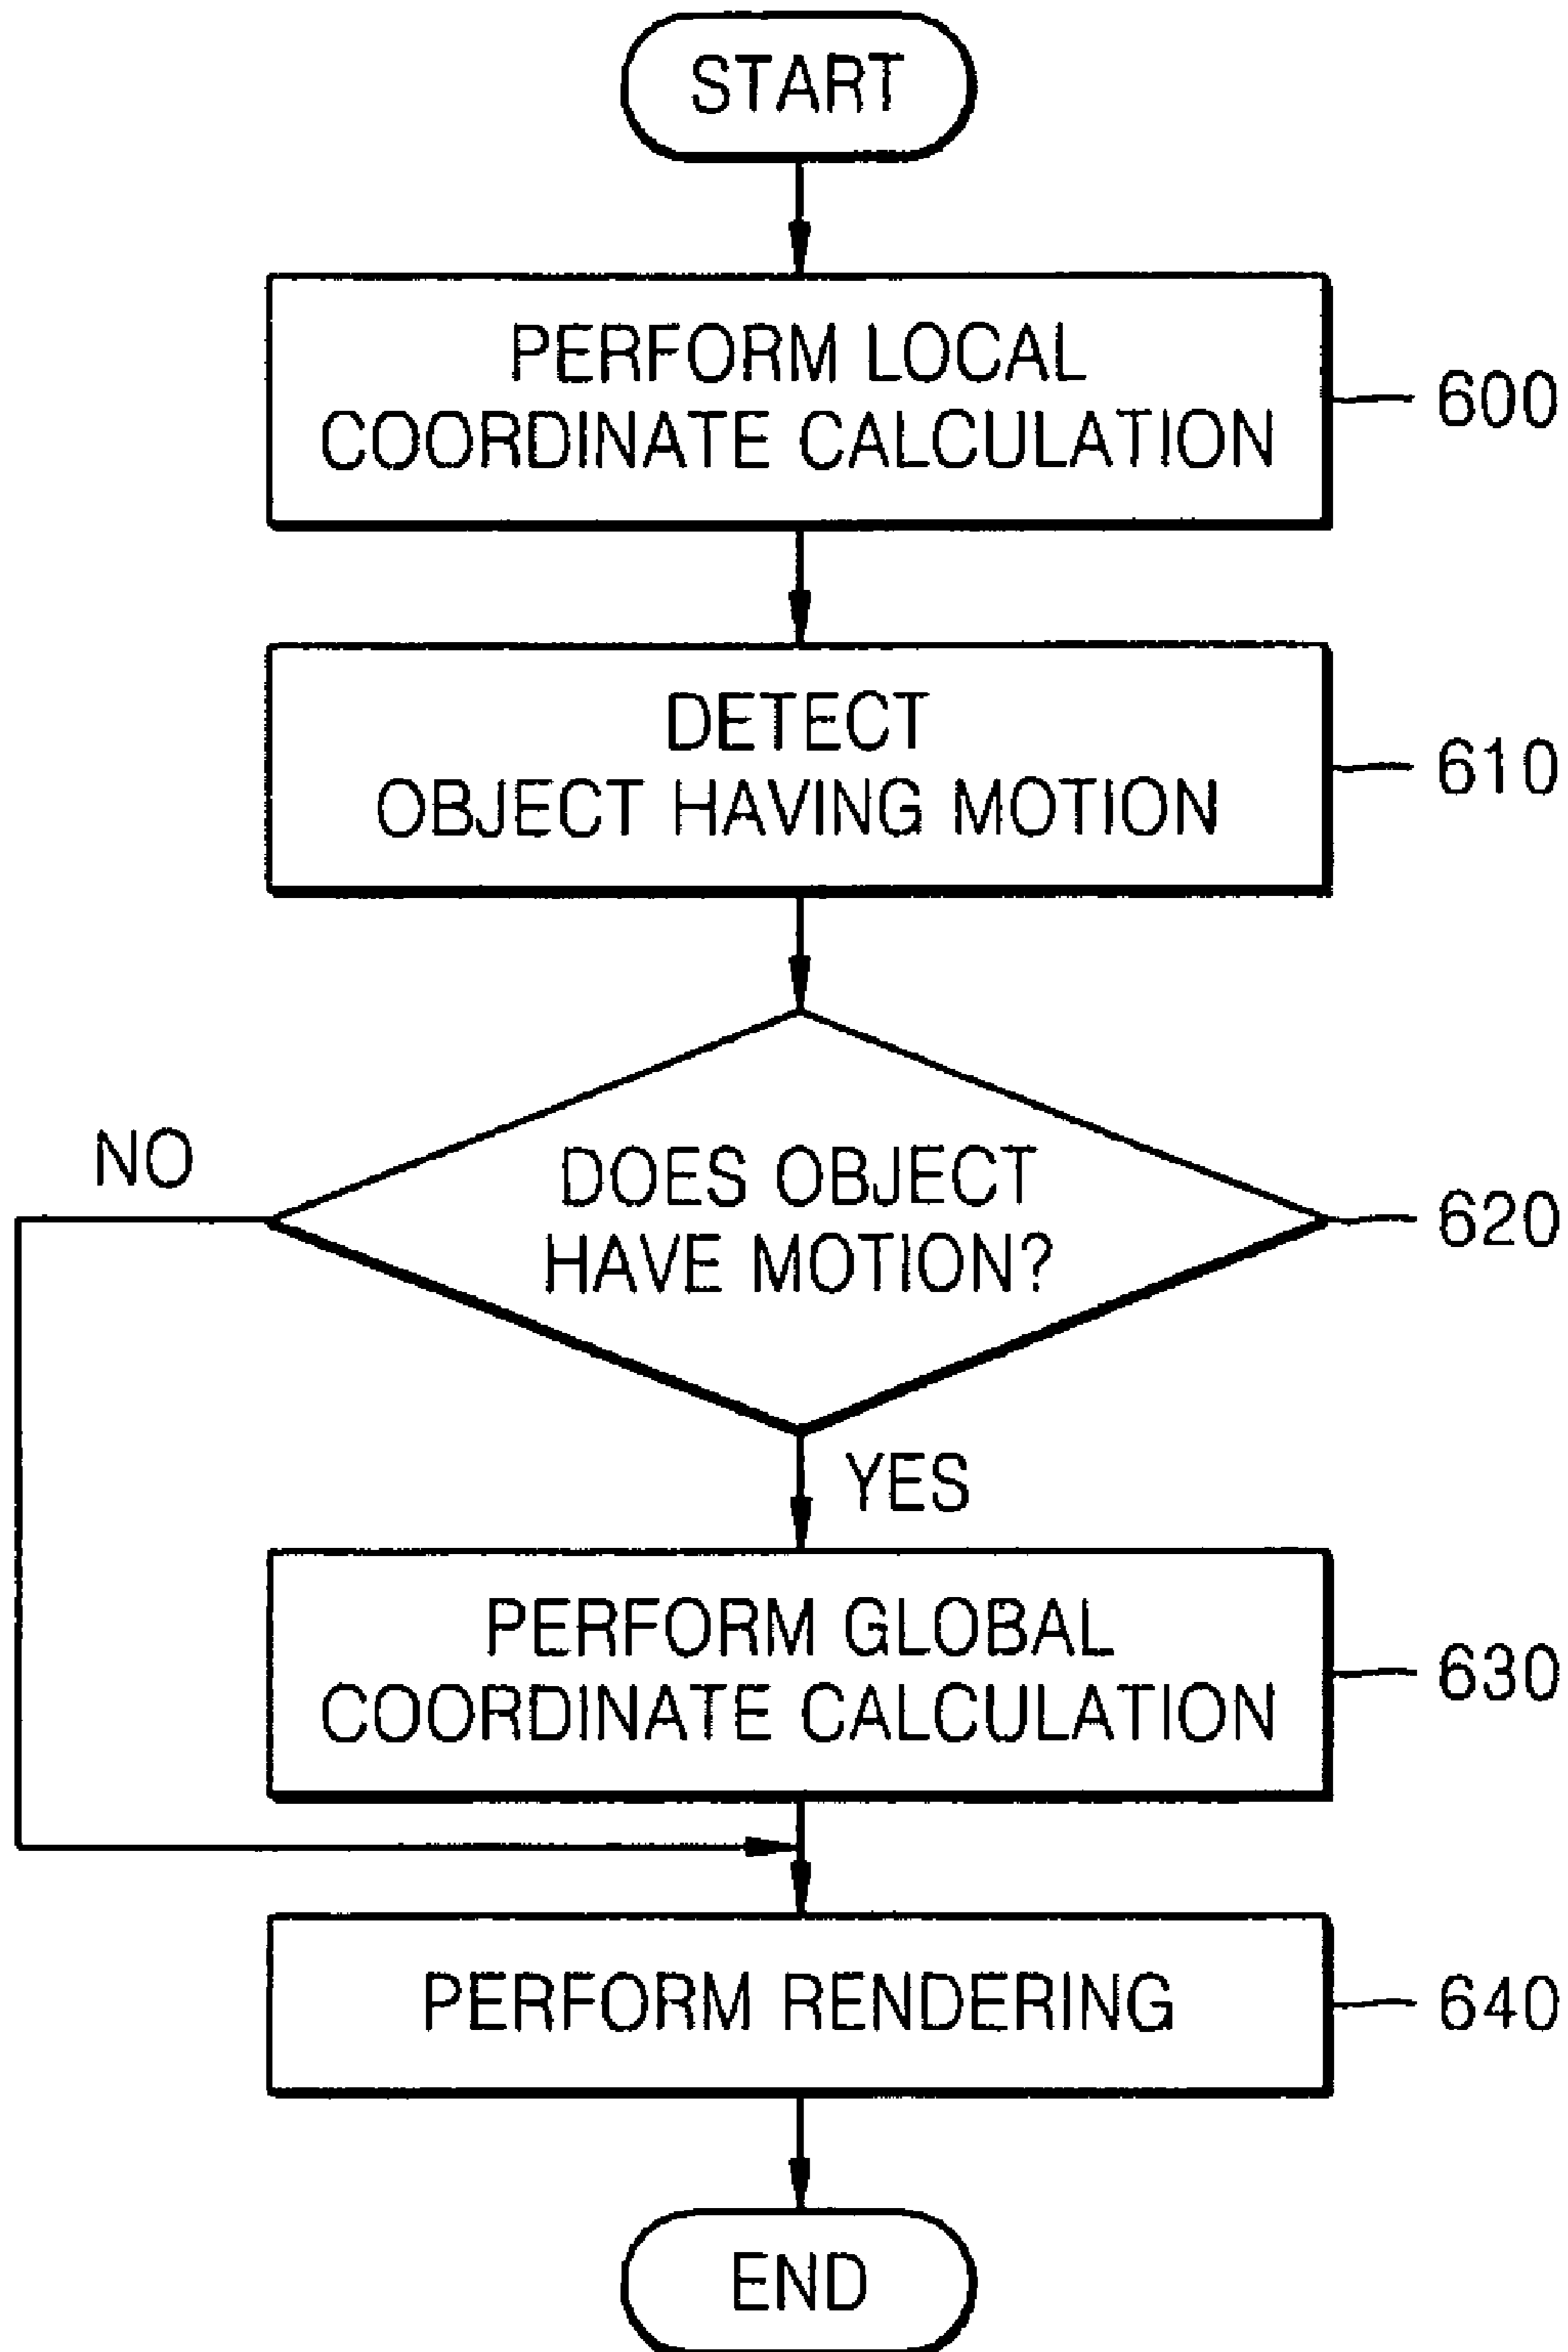 START
PERFORM LOCAL
COORDINATE CALCULATION
600
DETECT
OBJECT HAVING MOTION
610
NO
DOES OBJECT
HAVE MOTION?
620
YES
PERFORM GLOBAL
COORDINATE CALCULATION
630
PERFORM RENDERING
640
END